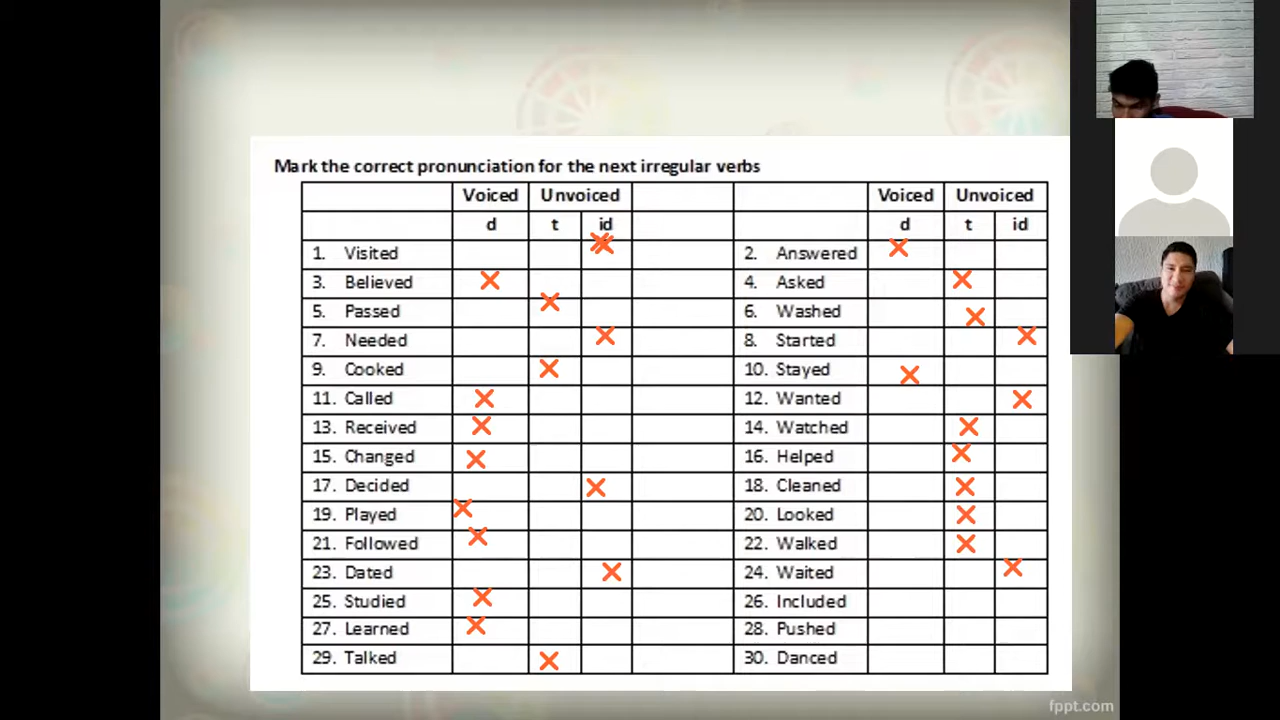 Mark the correct pronunciation for the next irregular verbs
Voiced Unvoiced Voiced Unvoiced
d t id d t id
1. Visited 2. Answered
3. Believed 4. Asked
5. Passed 6. Washed
7. Needed 8. Started
9. Cooked 10. Stayed
11. Called 12. Wanted
13. Received 14. Watched
15. Changed 16. Helped
17. Decided 18. Cleaned
19. Played 20. Looked
21. Followed 22. Walked
23. Dated 24. Waited
25. Studied 26. Included
27. Learned 28. Pushed
29. Talked 30. Danced
fppt.com